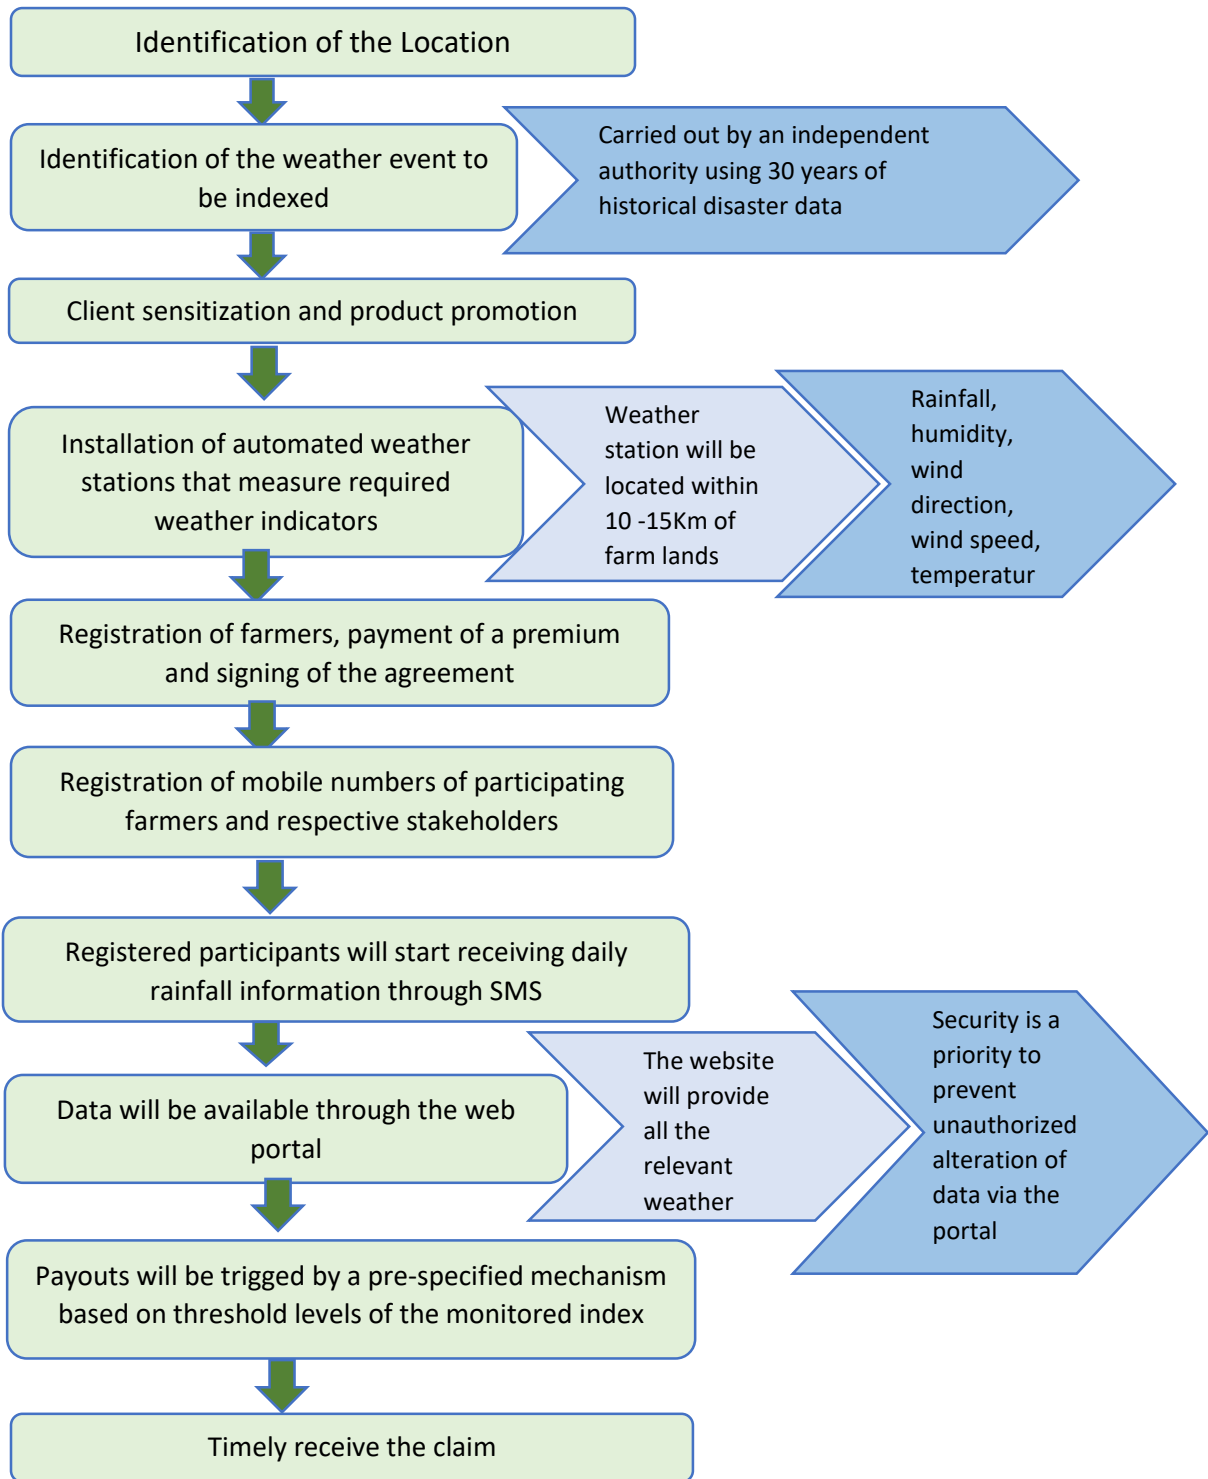 Identification of the Location
Identification of the weather event to
be indexed
Carried out by an independent
authority using 30 years of
historical disaster data
Client sensitization and product promotion
Installation of automated weather
stations that measure required
weather indicators
Weather
station will be
located within
10 -15Km of
farm lands
Rainfall,
humidity,
wind
direction,
wind speed,
temperatur
Registration of farmers, payment of a premium
and signing of the agreement
Registration of mobile numbers of participating
farmers and respective stakeholders
Registered participants will start receiving daily
rainfall information through SMS
Data will be available through the web
portal
The website
will provide
all the
relevant
weather
Security is a
priority to
prevent
unauthorized
alteration of
data via the
portal
Payouts will be trigged by a pre-specified mechanism
based on threshold levels of the monitored index
Timely receive the claim